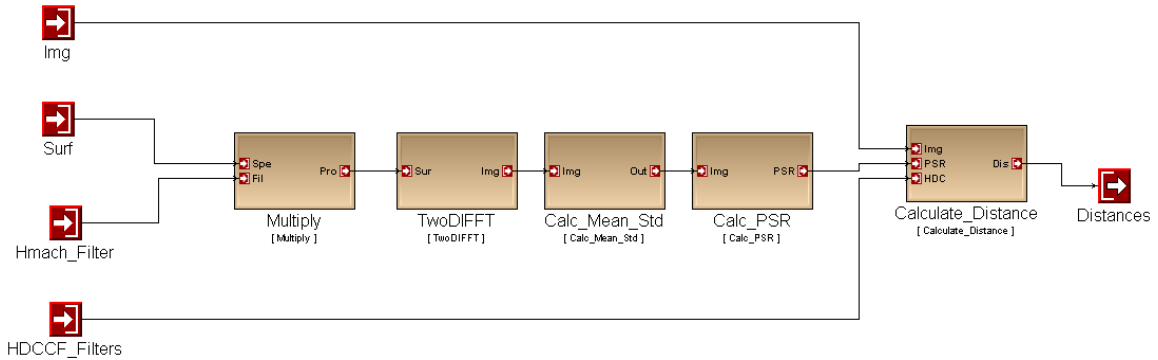 Img
Surf
Hmach_Filter
HDCCF_Filters
Spe
Fil
Pro
Multiply
[ Multiply ]
Sur
Img
TwoDIFFT
[ TwoDIFFT ]
Img
Out
Calc_Mean_Std
[ Calc_Mean_Std ]
Img
PSR
Calc_PSR
[ Calc_PSR ]
Img
PSR
HDC
Dis
Calculate_Distance
[ Calculate_Distance ]
Distances